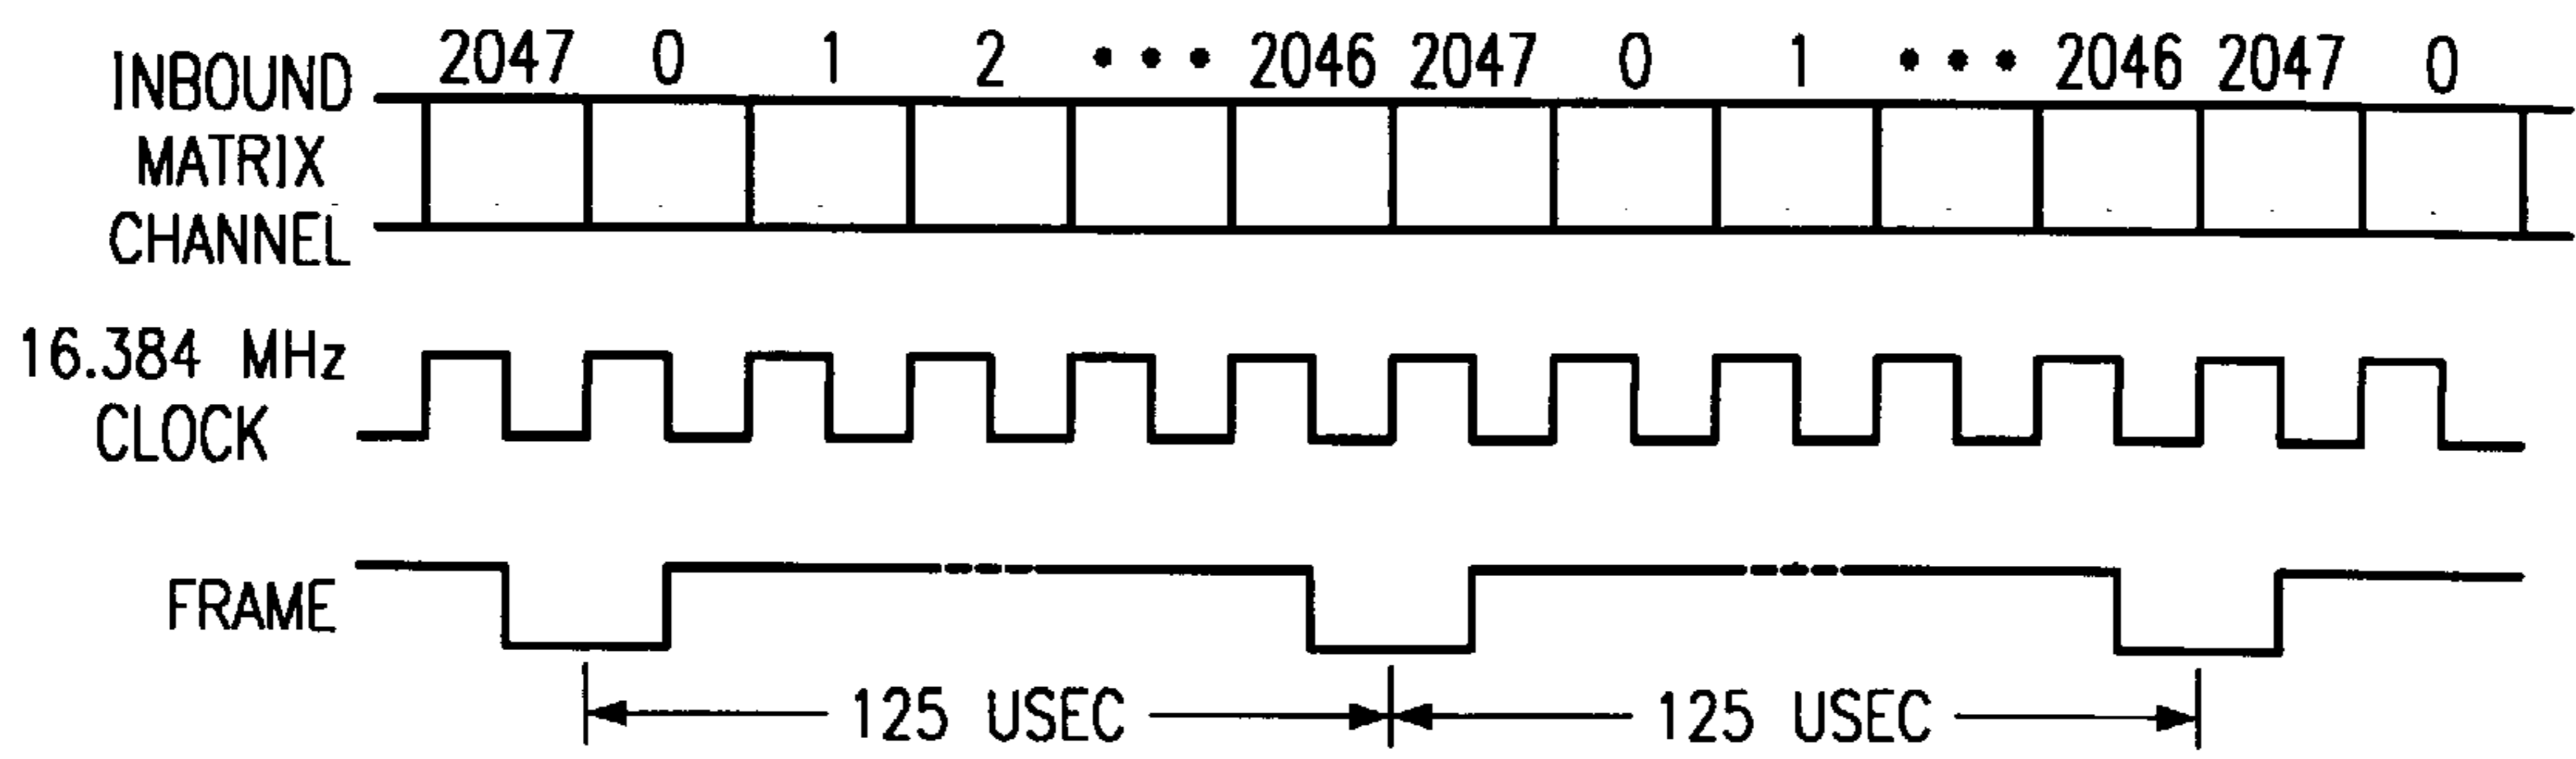 2047 0 1 2 • • • 2046 2047 0 1 • • • 2046 2047 0
INBOUND
MATRIX
CHANNEL
16.384 MHz
CLOCK
FRAME
125 USEC 125 USEC